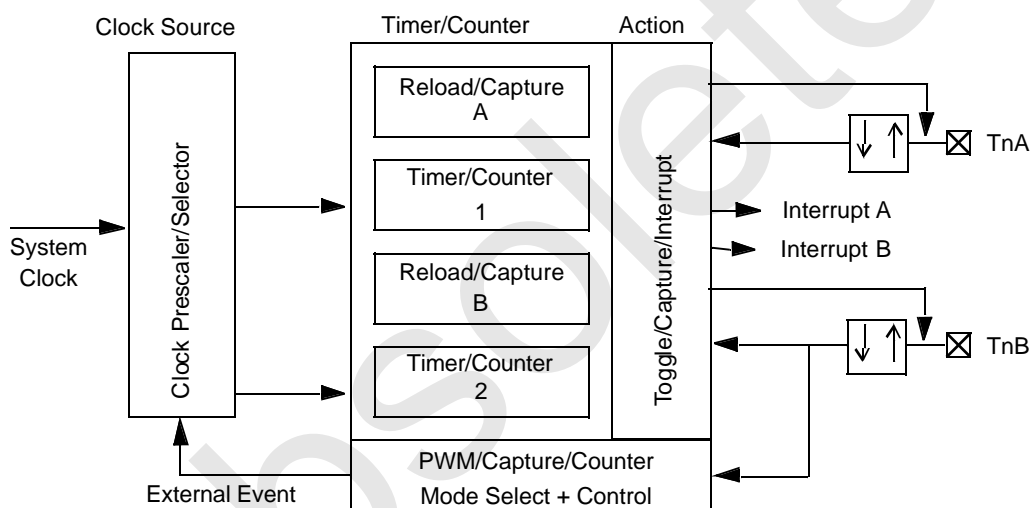 Clock Source
Timer/Counter
Action
Reload/Capture
A
Timer/Counter
1
Reload/Capture
B
Timer/Counter
2
System
Clock
Clock Prescaler/Selector
Toggle/Capture/Interrupt
TnA
Interrupt A
Interrupt B
TnB
PWM/Capture/Counter
Mode Select + Control
External Event
obsolete